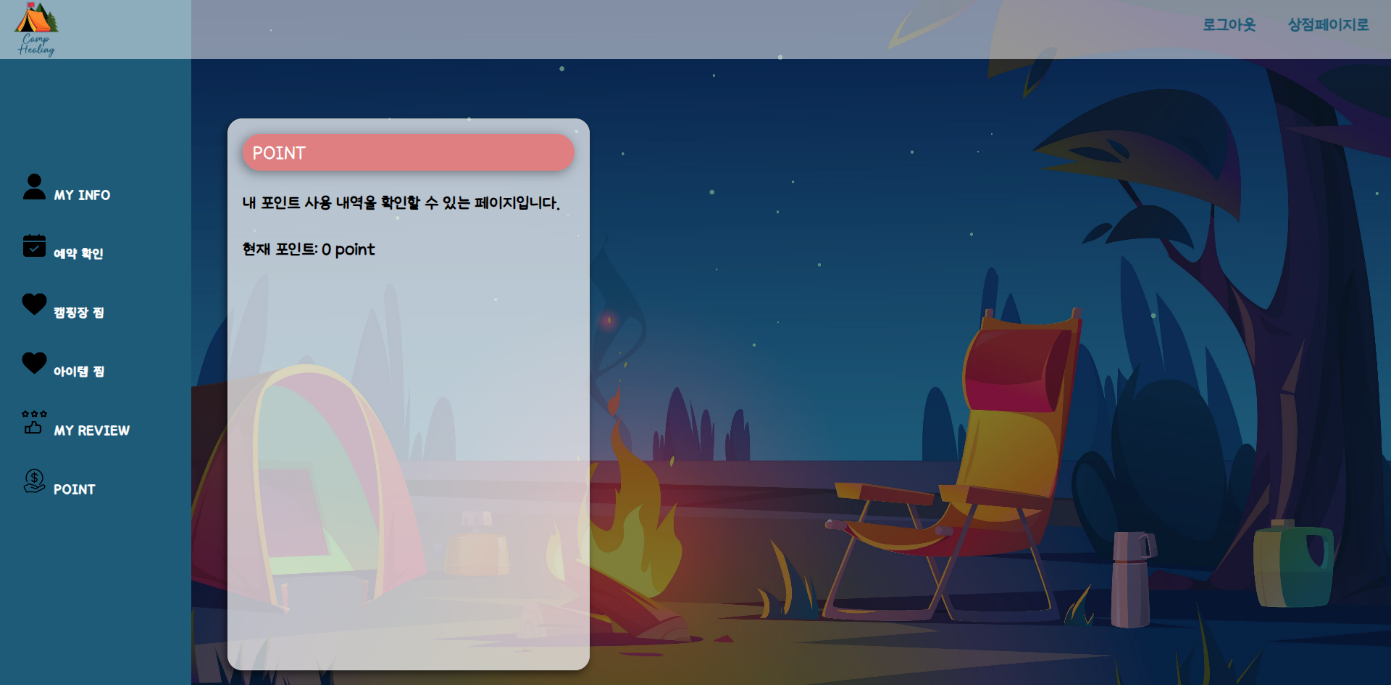 Camp
Healing
로그아웃 상점페이지로
MY INFO
예약 확인
캠핑장 찜
아이템 찜
MY REVIEW
POINT
POINT
내 포인트 사용 내역을 확인할 수 있는 페이지입니다.
현재 포인트: 0 point